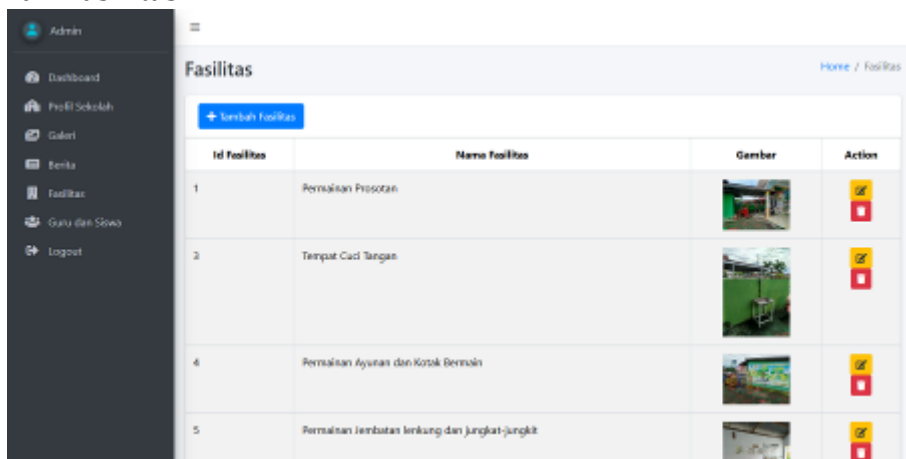 Admin
Dashboard
Profil Sekolah
Galeri
Berita
Fasilitas
Guru dan Siswa
Logout
Fasilitas
Home / Fasilitas
+ Tambah Fasilitas
Id Fasilitas Nama Fasilitas Gambar Action
1 Permainan Prosotan
3 Tempat Cuci Tangan
4 Permainan Ayunan dan Kotak Bermain
5 Permainan Jembatan lenkung dan jungkat-jungkit